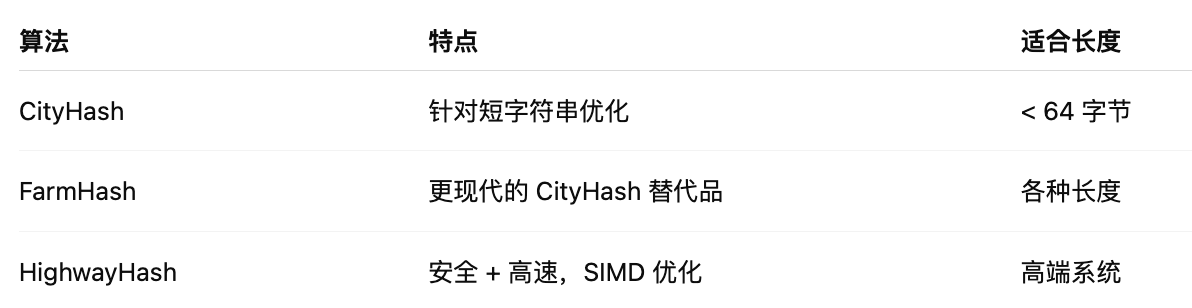 算法 特点 适合长度
CityHash 针对短字符串优化 < 64 字节
FarmHash 更现代的 CityHash 替代品 各种长度
HighwayHash 安全 + 高速，SIMD 优化 高端系统